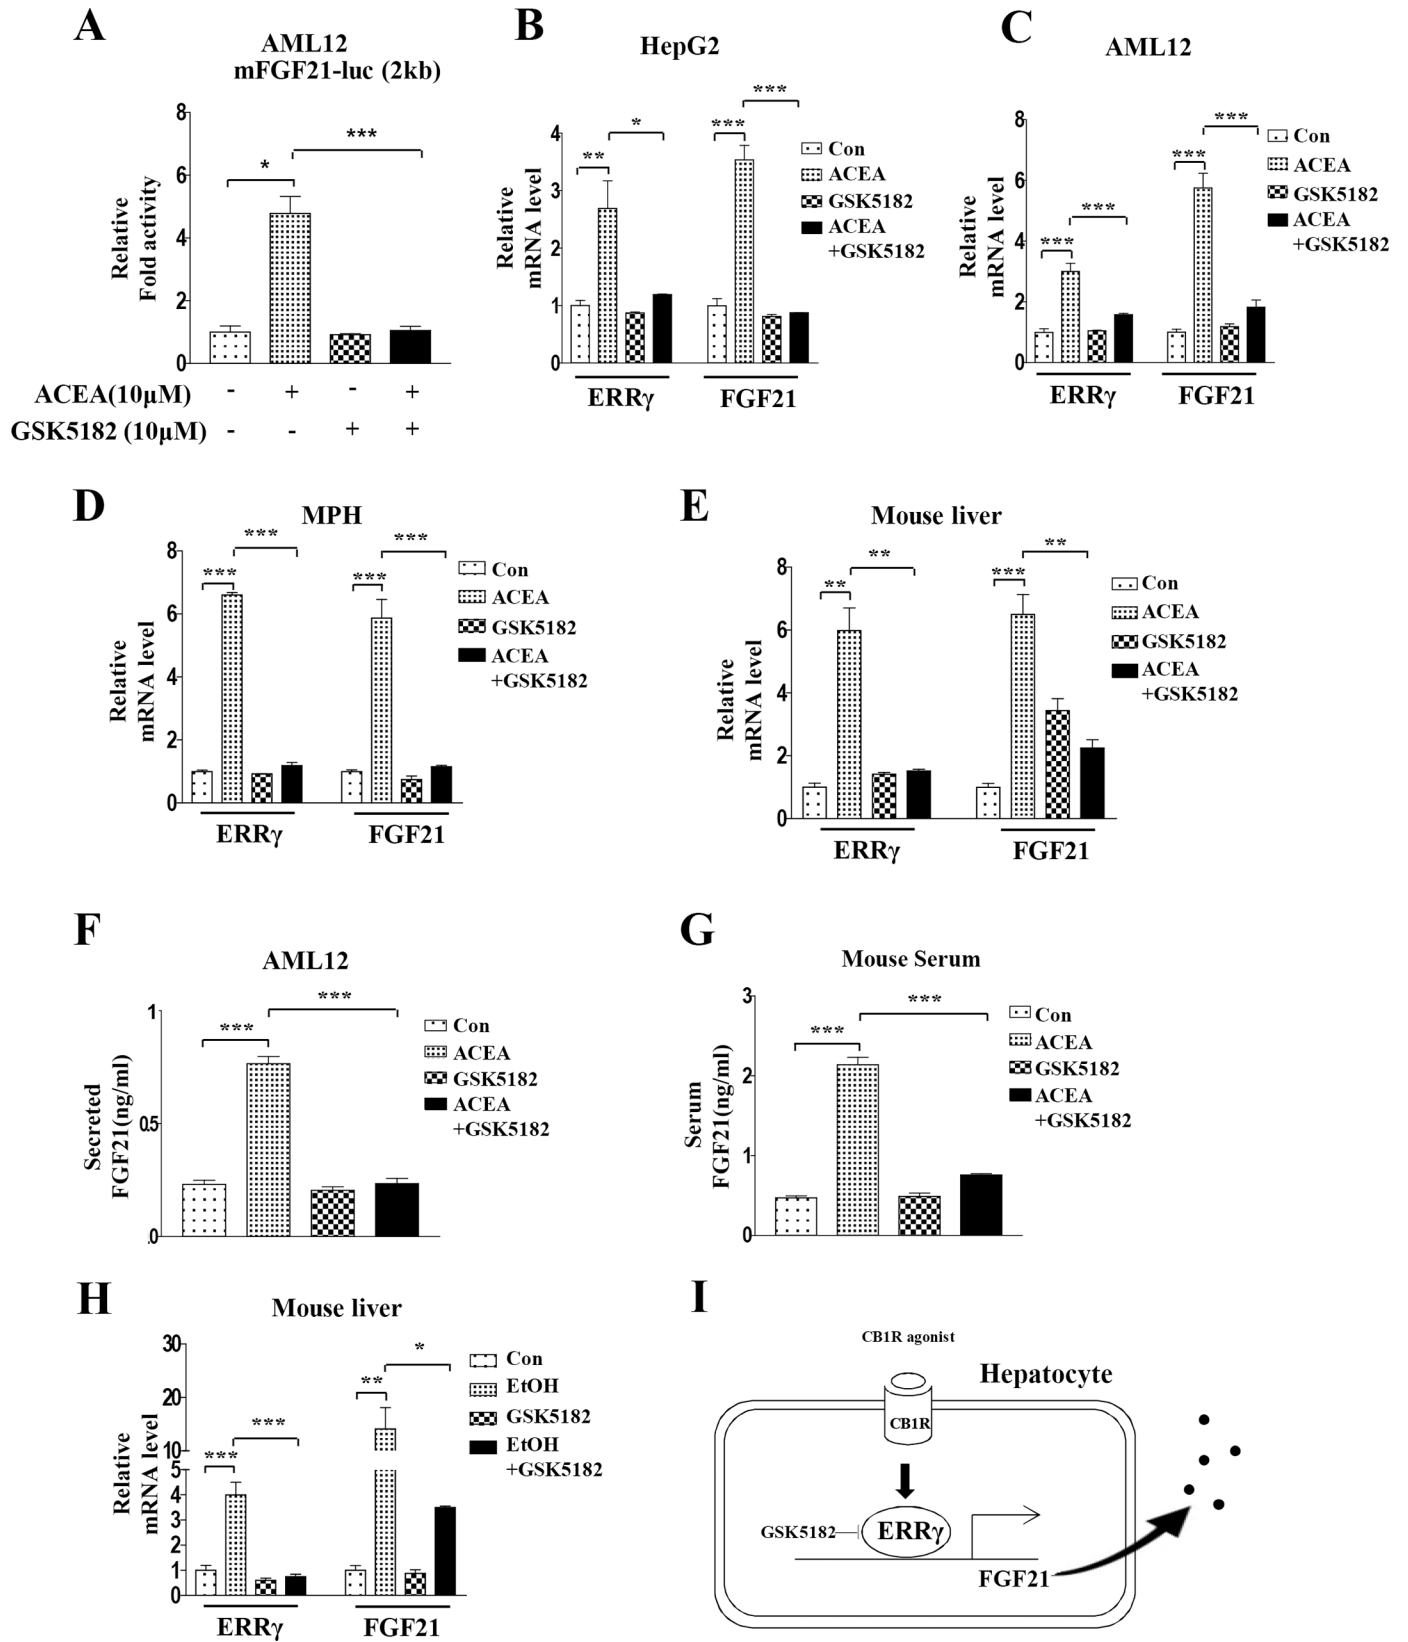 A
AML12
mFGF21-luc (2kb)
Relative
Fold activity
8
6
4
2
0
*
***
ACEA(10μM) - + - +
GSK5182 (10μM) - - + +
B
HepG2
Relative
mRNA level
4
3
2
1
0
**
*
***
***
ERRγ
FGF21
Con
ACEA
GSK5182
ACEA
+GSK5182
C
AML12
Relative
mRNA level
8
6
4
2
0
***
***
***
***
ERRγ
FGF21
Con
ACEA
GSK5182
ACEA
+GSK5182
D
MPH
Relative
mRNA level
8
6
4
2
0
***
***
***
***
ERRγ
FGF21
Con
ACEA
GSK5182
ACEA
+GSK5182
E
Mouse liver
Relative
mRNA level
8
6
4
2
0
**
**
***
**
ERRγ
FGF21
Con
ACEA
GSK5182
ACEA
+GSK5182
F
AML12
Secreted
FGF21(ng/ml)
1
0.5
.0
***
***
Con
ACEA
GSK5182
ACEA
+GSK5182
G
Mouse Serum
Serum
FGF21(ng/ml)
3
2
1
0
***
***
Con
ACEA
GSK5182
ACEA
+GSK5182
H
Mouse liver
Relative
mRNA level
30
20
10
5
4
3
2
1
0
***
***
**
*
ERRγ
FGF21
Con
EtOH
GSK5182
EtOH
+GSK5182
I
CB1R agonist
Hepatocyte
CB1R
GSK5182
ERRγ
FGF21